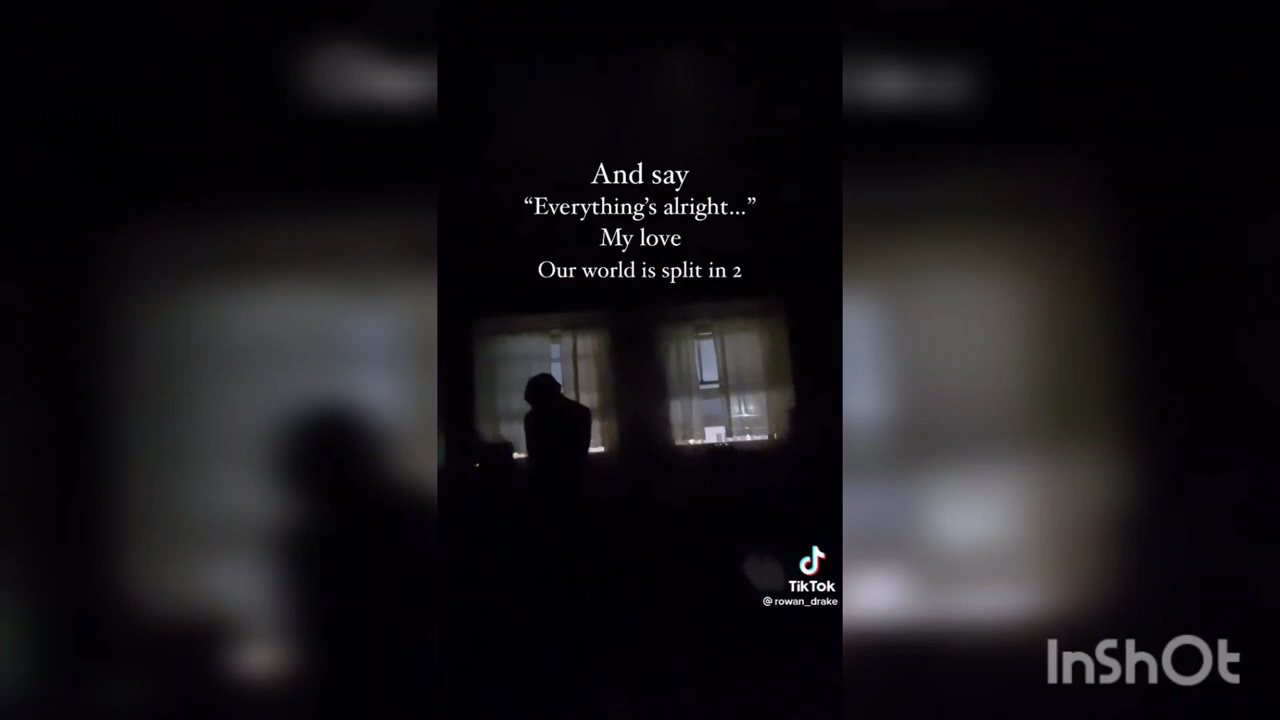 And say
“Everything’s alright...”
My love
Our world is split in 2
TikTok
@rowan_drake
InShOt